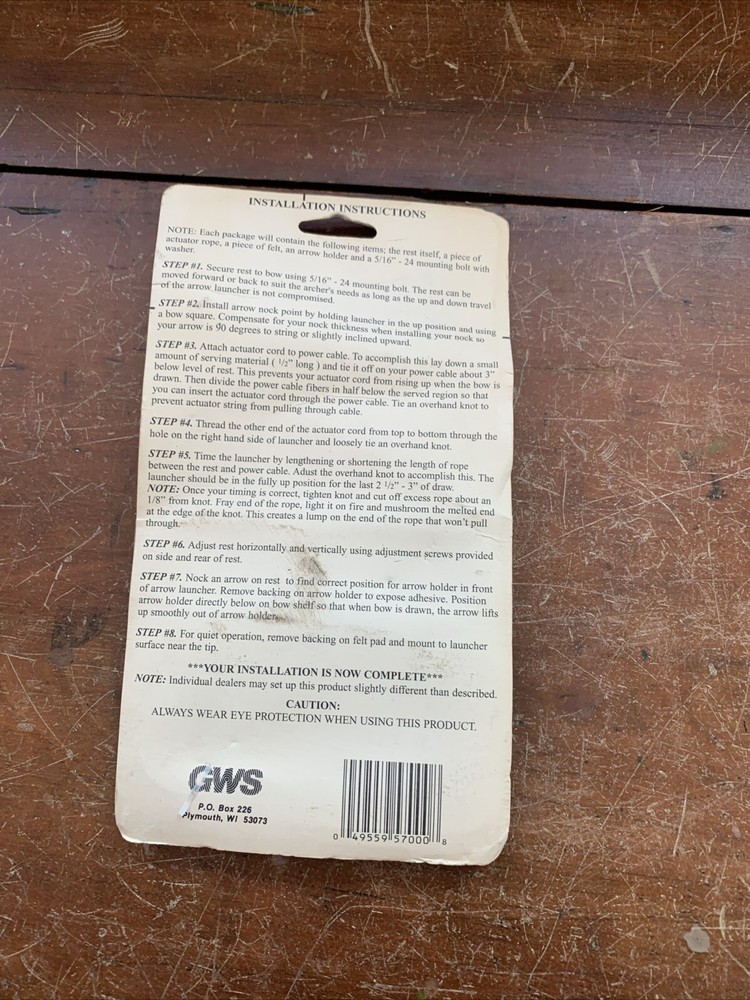 INSTALLATION INSTRUCTIONS
NOTE: Each package will contain the following items; the rest itself, a piece of
actuator rope, a piece of felt, an arrow holder and a 5/16" - 24 mounting bolt with
washer.
STEP #1. Secure rest to bow using 5/16" - 24 mounting bolt. The rest can be
moved forward or back to suit the archer's needs as long as the up and down travel
of the arrow launcher is not compromised.
STEP #2. Install arrow nock point by holding launcher in the up position and using
a bow square. Compensate for your nock thickness when installing your nock so
your arrow is 90 degrees to string or slightly inclined upward.
STEP #3. Attach actuator cord to power cable. To accomplish this lay down a small
amount of serving material ( 1/2" long ) and tie it off on your power cable about 3"
below level of rest. This prevents your actuator cord from rising up when the bow is
drawn. Then divide the power cable fibers in half below the served region so that
you can insert the actuator cord through the power cable. Tie an overhand knot to
prevent actuator string from pulling through cable.
STEP #4. Thread the other end of the actuator cord from top to bottom through the
hole on the right hand side of launcher and loosely tie an overhand knot.
STEP #5. Time the launcher by lengthening or shortening the length of rope
between the rest and power cable. Adust the overhand knot to accomplish this. The
launcher should be in the fully up position for the last 2 1/2" - 3" of draw.
NOTE: Once your timing is correct, tighten knot and cut off excess rope about an
1/8" from knot. Fray end of the rope, light it on fire and mushroom the melted end
at the edge of the knot. This creates a lump on the end of the rope that won't pull
through.
STEP #6. Adjust rest horizontally and vertically using adjustment screws provided
on side and rear of rest.
STEP #7. Nock an arrow on rest to find correct position for arrow holder in front
of arrow launcher. Remove backing on arrow holder to expose adhesive. Position
arrow holder directly below on bow shelf so that when bow is drawn, the arrow lifts
up smoothly out of arrow holder.
STEP #8. For quiet operation, remove backing on felt pad and mount to launcher
surface near the tip.
***YOUR INSTALLATION IS NOW COMPLETE***
NOTE: Individual dealers may set up this product slightly different than described.
CAUTION:
ALWAYS WEAR EYE PROTECTION WHEN USING THIS PRODUCT.
GWS
P.O. Box 226
Plymouth, WI 53073
0 49559 57000 8